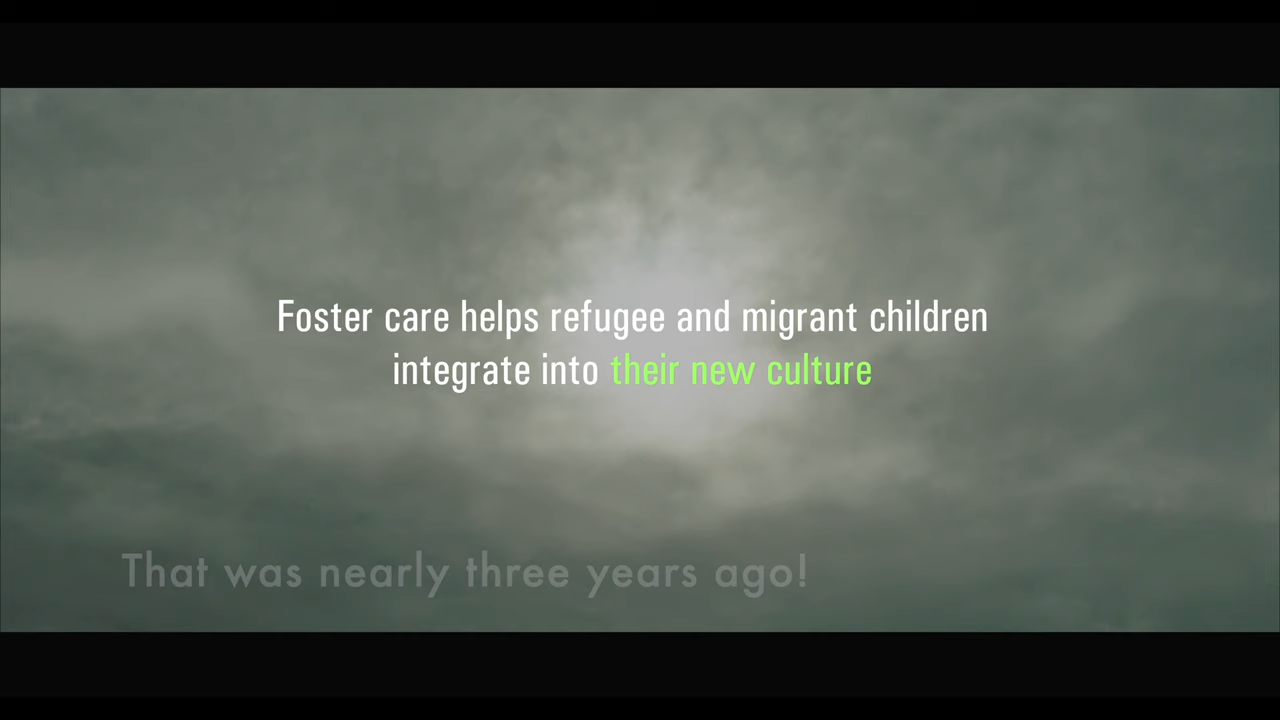 Foster care helps refugee and migrant children
integrate into their new culture
That was nearly three years ago!